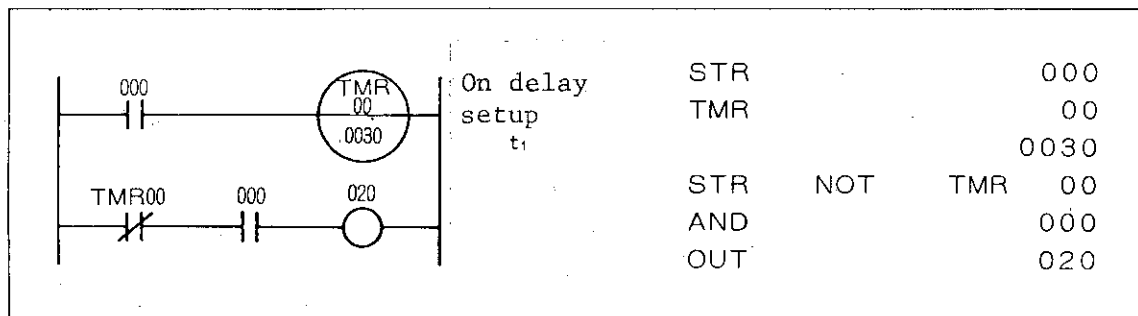 000
TMR
00
0030
On delay
setup
t₁
TMR00
000
020
STR 000
TMR 00
0030
STR NOT TMR 00
AND 000
OUT 020